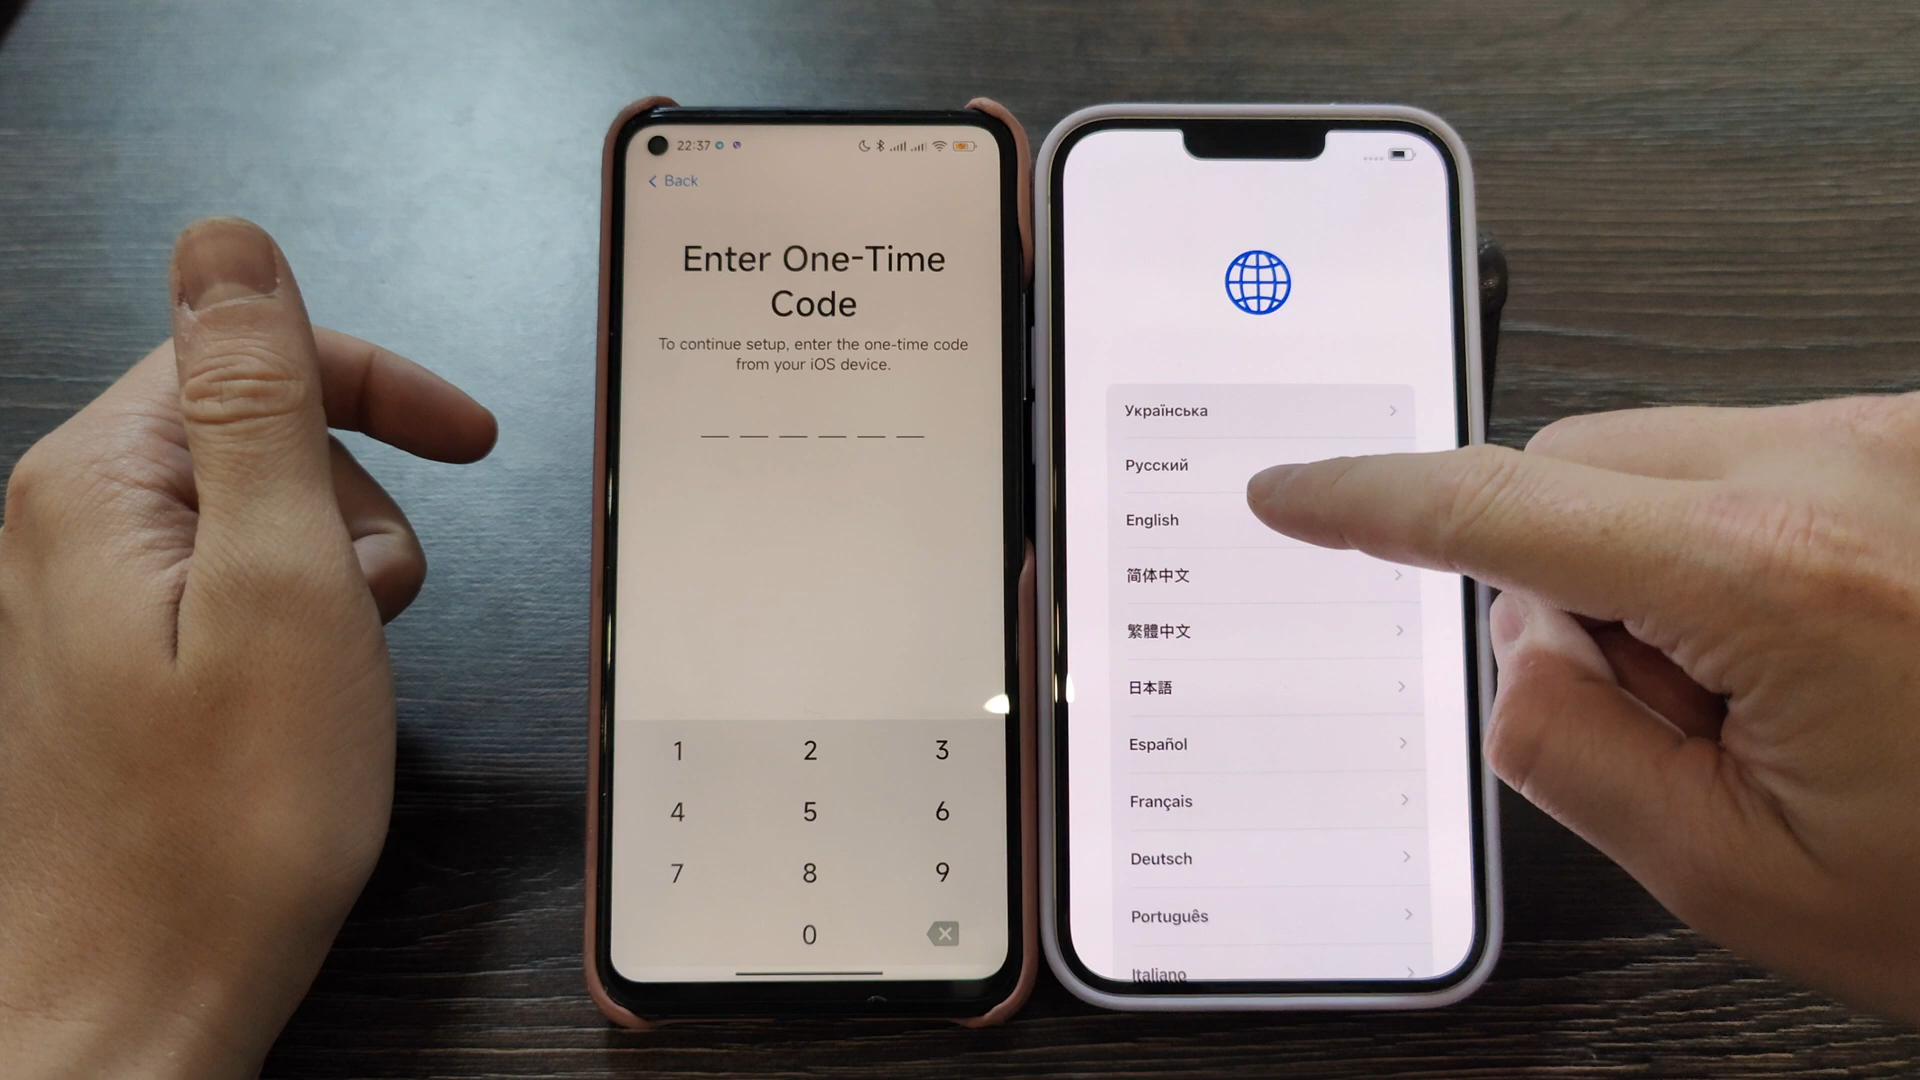 22:37
Back
Enter One-Time
Code
To continue setup, enter the one-time code
from your iOS device.
1 2 3
4 5 6
7 8 9
0
Українська
Русский
English
简体中文
繁體中文
日本語
Español
Français
Deutsch
Português
Italiano